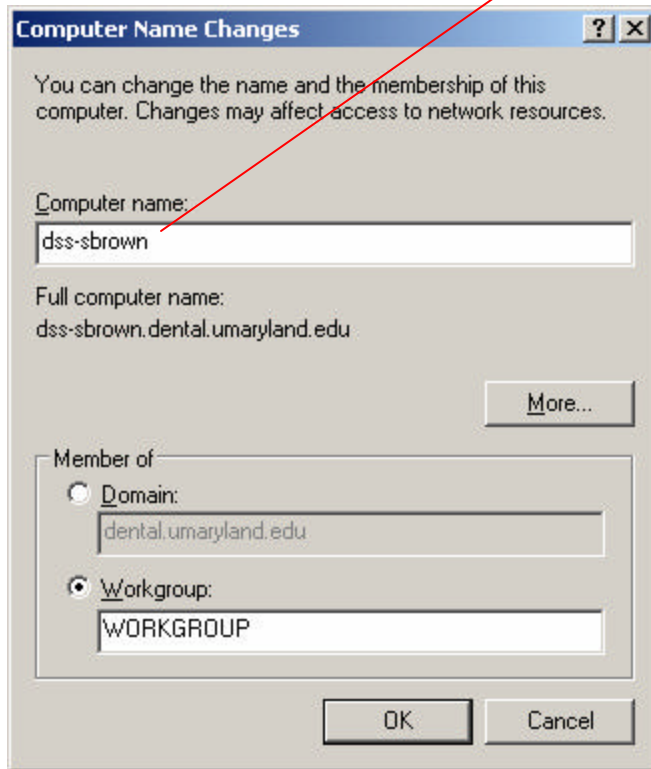 Computer Name Changes
You can change the name and the membership of this
computer. Changes may affect access to network resources.
Computer name:
dss-sbrown
Full computer name:
dss-sbrown.dental.umaryland.edu
More...
Member of
Domain:
dental.umaryland.edu
Workgroup:
WORKGROUP
OK Cancel